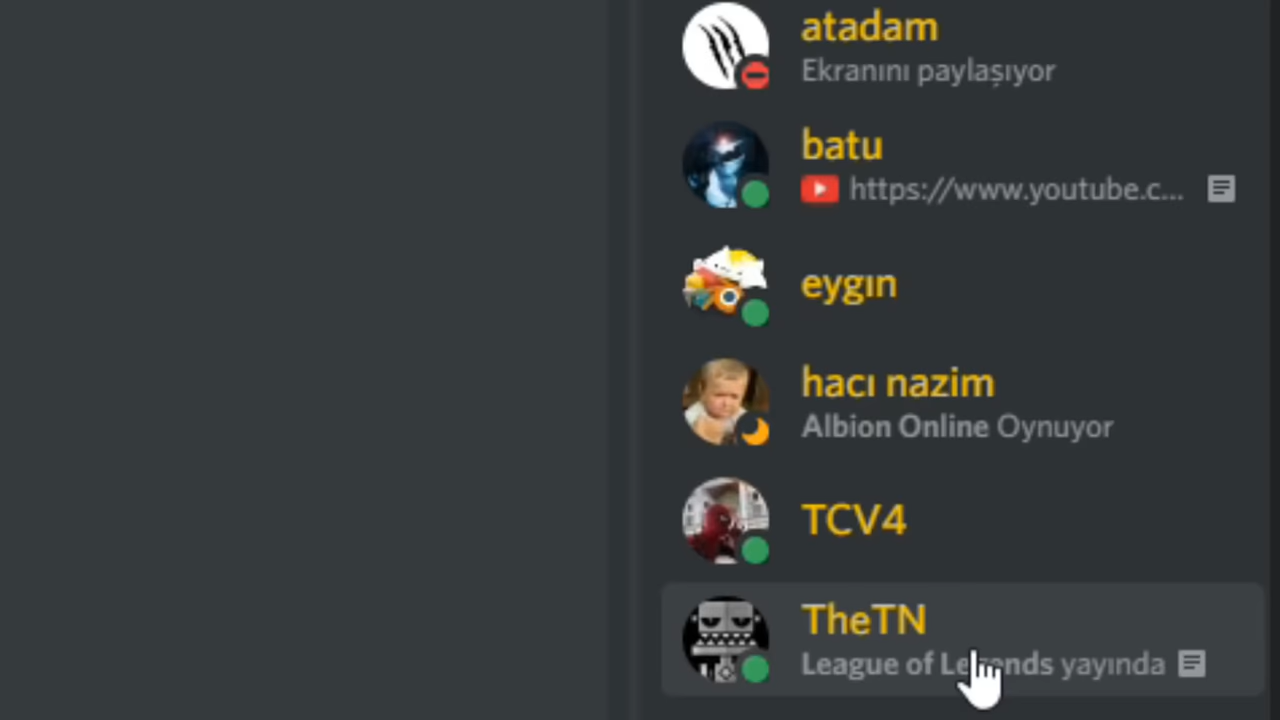 atadam
Ekranını paylaşıyor
batu
https://www.youtube.c...
eygın
hacı nazim
Albion Online Oynuyor
TCV4
TheTN
League of Legends yayında